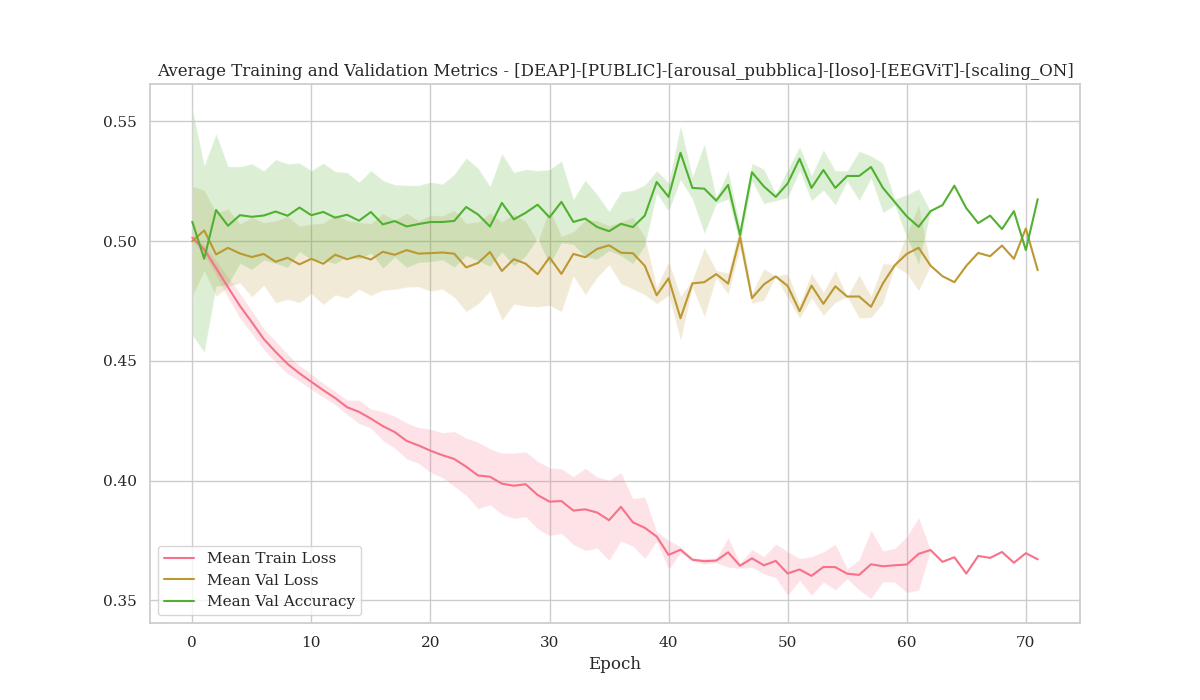 Average Training and Validation Metrics - [DEAP]-[PUBLIC]-[arousal_pubblica]-[loso]-[EEGViT]-[scaling_ON]
0.55
0.50
0.45
0.40
0.35
Mean Train Loss
Mean Val Loss
Mean Val Accuracy
0 10 20 30 40 50 60 70
Epoch